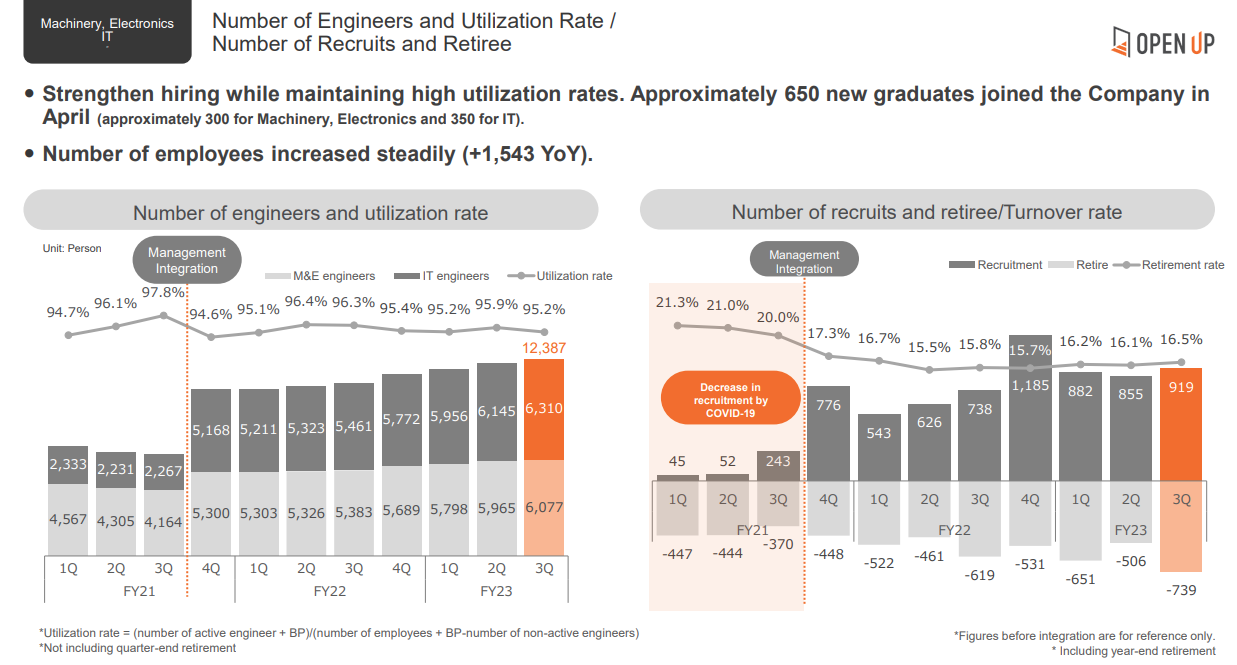 Machinery, Electronics
IT
Number of Engineers and Utilization Rate /
Number of Recruits and Retiree
OPEN UP
• Strengthen hiring while maintaining high utilization rates. Approximately 650 new graduates joined the Company in
April (approximately 300 for Machinery, Electronics and 350 for IT).
• Number of employees increased steadily (+1,543 YoY).
Number of engineers and utilization rate
Unit: Person
Management
Integration
M&E engineers IT engineers Utilization rate
94.7% 96.1% 97.8% 94.6% 95.1% 96.4% 96.3% 95.4% 95.2% 95.9% 95.2%
12,387
2,333 2,231 2,267 5,168 5,211 5,323 5,461 5,772 5,956 6,145 6,310
4,567 4,305 4,164 5,300 5,303 5,326 5,383 5,689 5,798 5,965 6,077
1Q 2Q 3Q 4Q 1Q 2Q 3Q 4Q 1Q 2Q 3Q
FY21 FY22 FY23
*Utilization rate = (number of active engineer + BP)/(number of employees + BP-number of non-active engineers)
*Not including quarter-end retirement
Number of recruits and retiree/Turnover rate
Management
Integration
Recruitment Retire Retirement rate
21.3% 21.0% 20.0% 17.3% 16.7% 15.5% 15.8% 15.7% 16.2% 16.1% 16.5%
Decrease in
recruitment by
COVID-19
45 52 243 776 543 626 738 1,185 882 855 919
1Q 2Q 3Q 4Q 1Q 2Q 3Q 4Q 1Q 2Q 3Q
FY21 FY22 FY23
-447 -444 -370 -448 -522 -461 -619 -531 -651 -506 -739
*Figures before integration are for reference only.
* Including year-end retirement